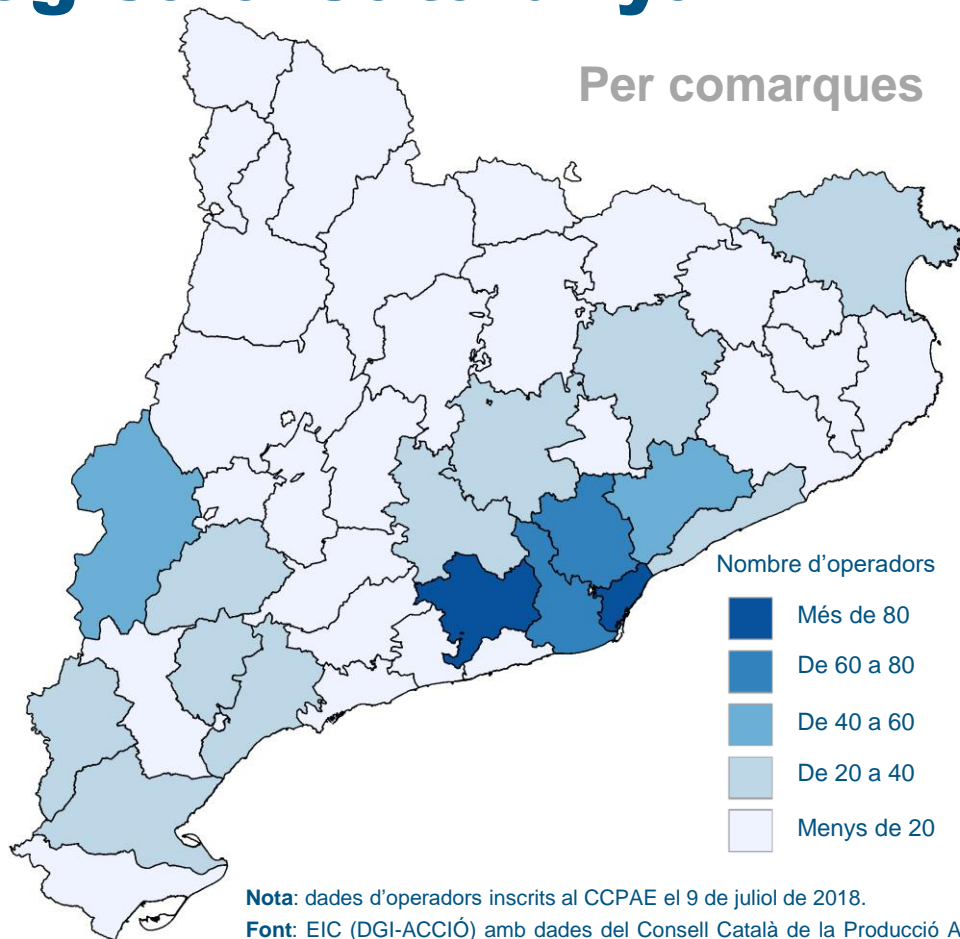 Per comarques
Nombre d'operadors
Més de 80
De 60 a 80
De 40 a 60
De 20 a 40
Menys de 20
Nota: dades d'operadors inscrits al CCPAE el 9 de juliol de 2018.
Font: EIC (DGI-ACCIÓ) amb dades del Consell Català de la Producció A